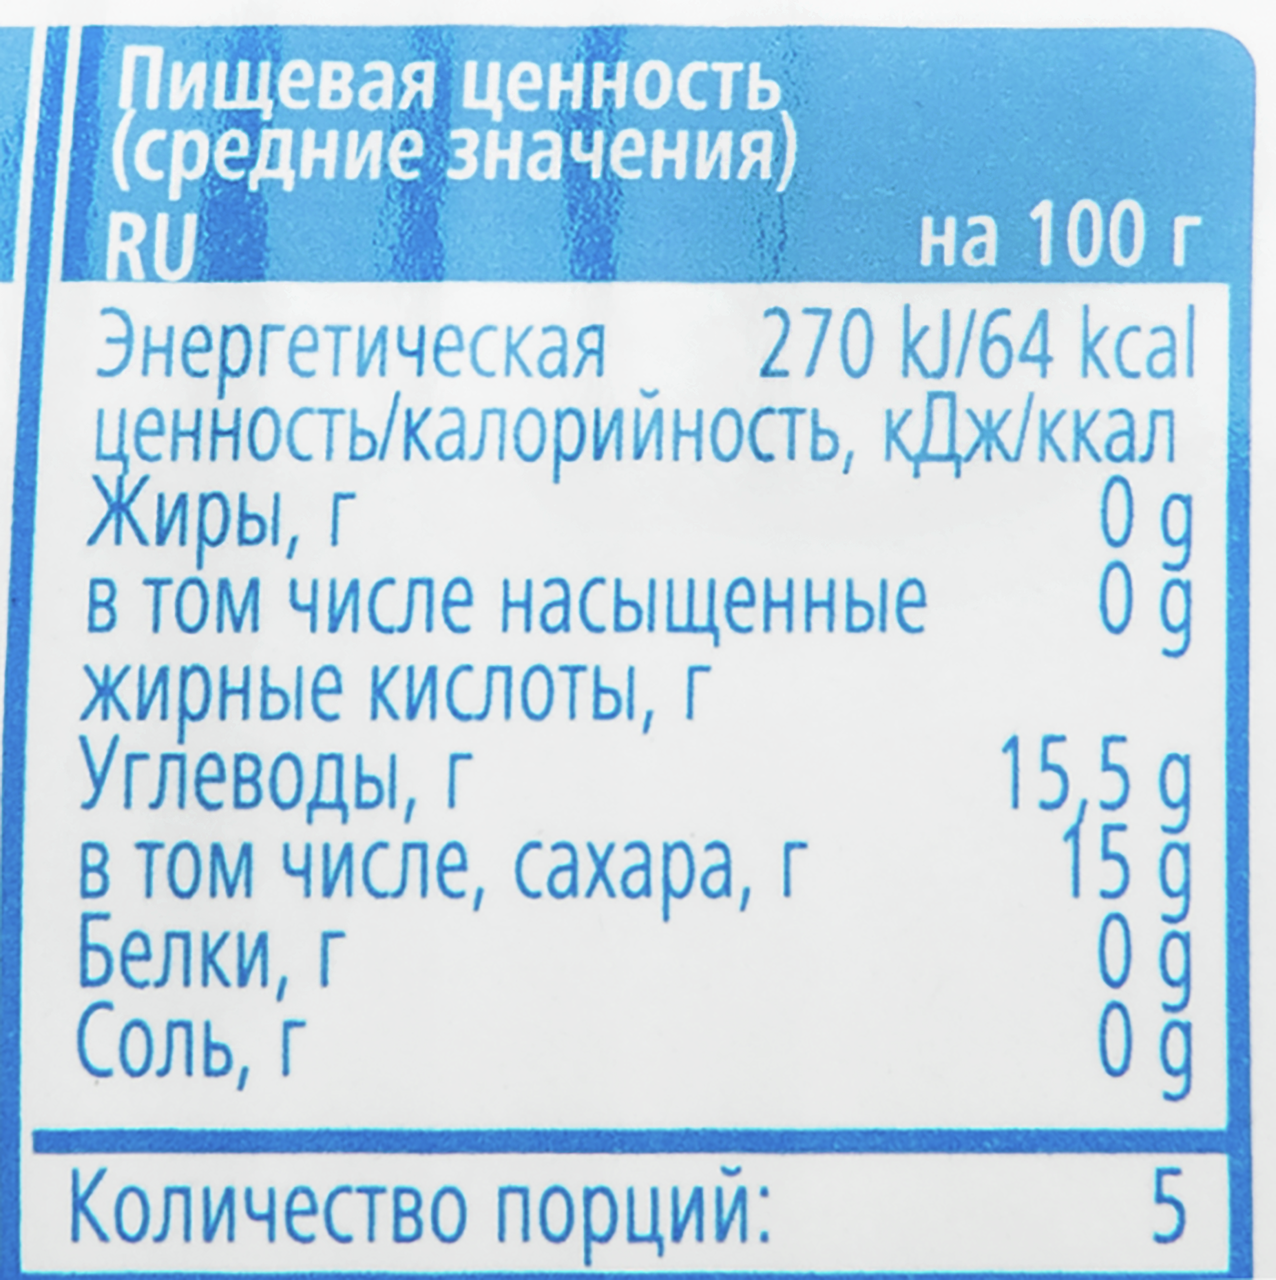 Пищевая ценность
(средние значения)
RU на 100 г
Энергетическая 270 kJ/64 kcal
ценность/калорийность, кДж/ккал
Жиры, г 0 g
в том числе насыщенные 0 g
жирные кислоты, г
Углеводы, г 15,5 g
в том числе, сахара, г 15 g
Белки, г 0 g
Соль, г 0 g
Количество порций: 5